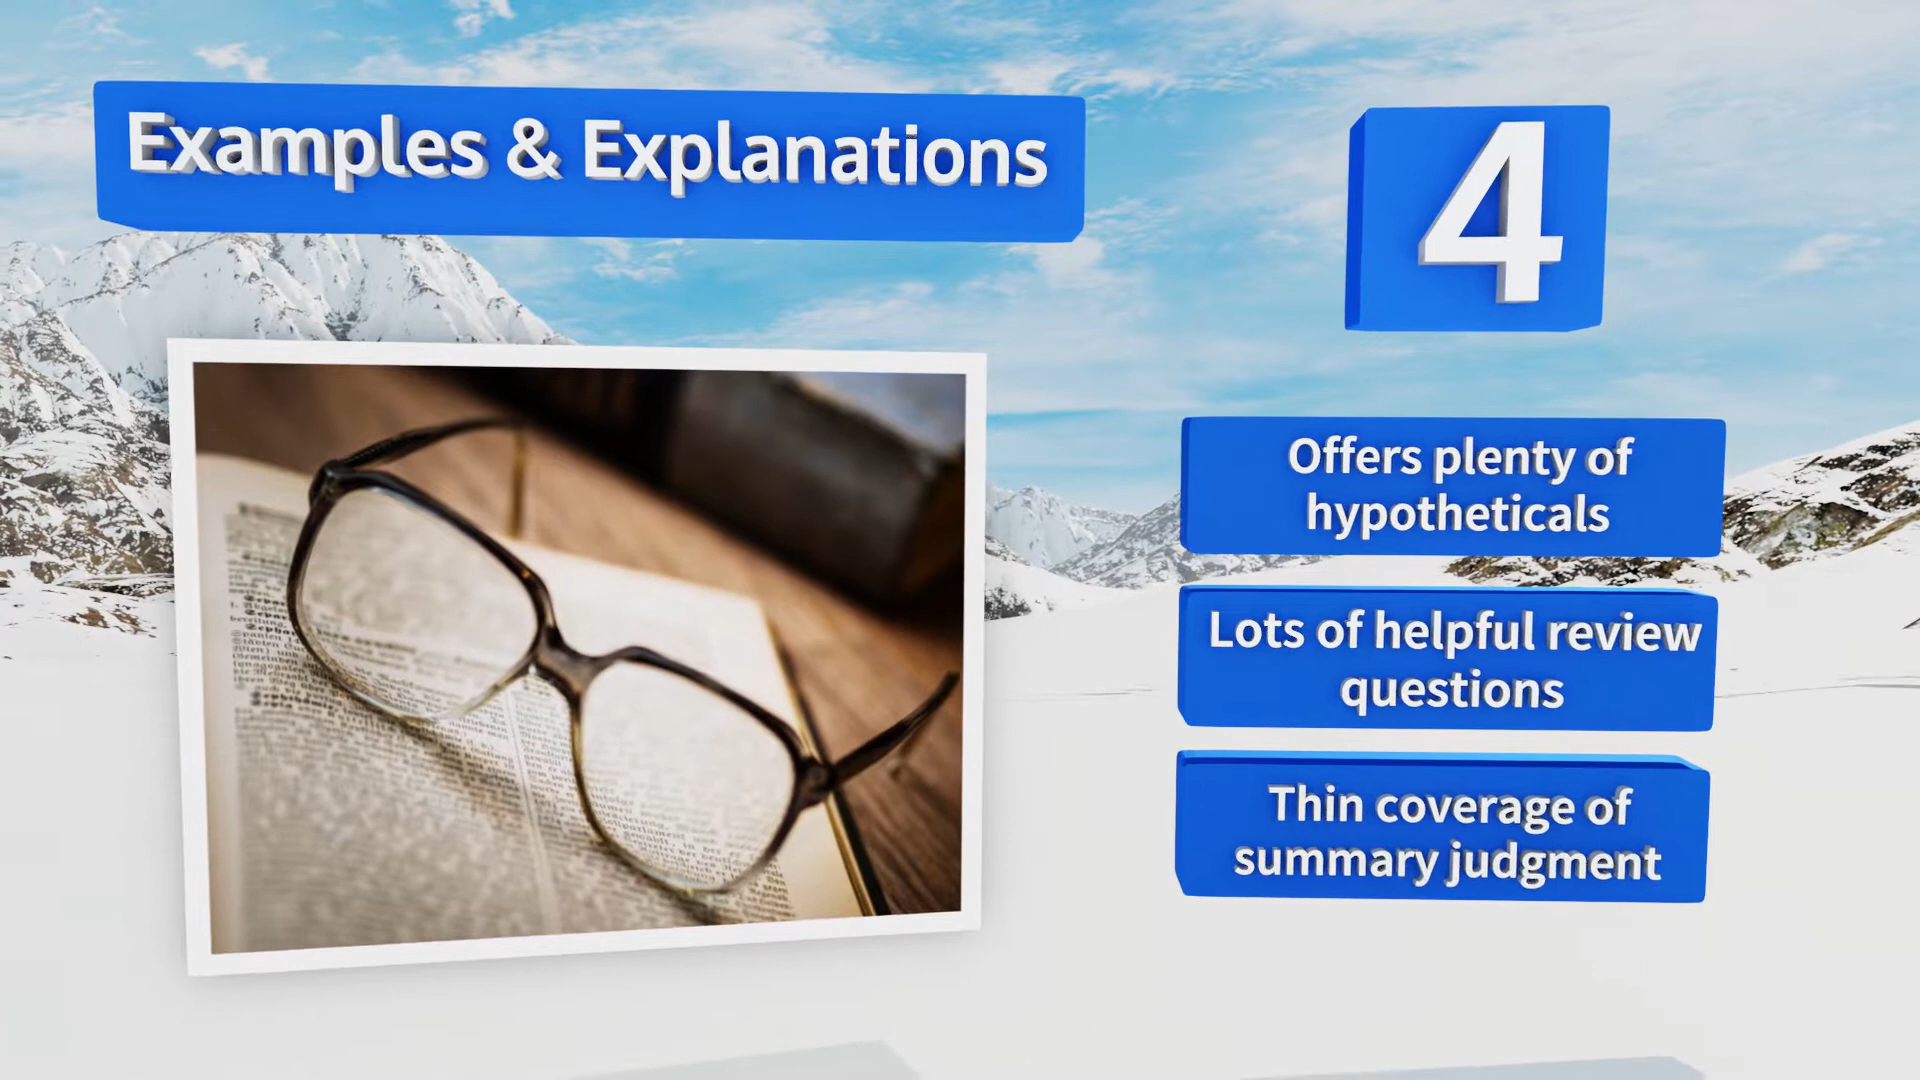 Examples & Explanations
4
Offers plenty of
hypotheticals
Lots of helpful review
questions
Thin coverage of
summary judgment